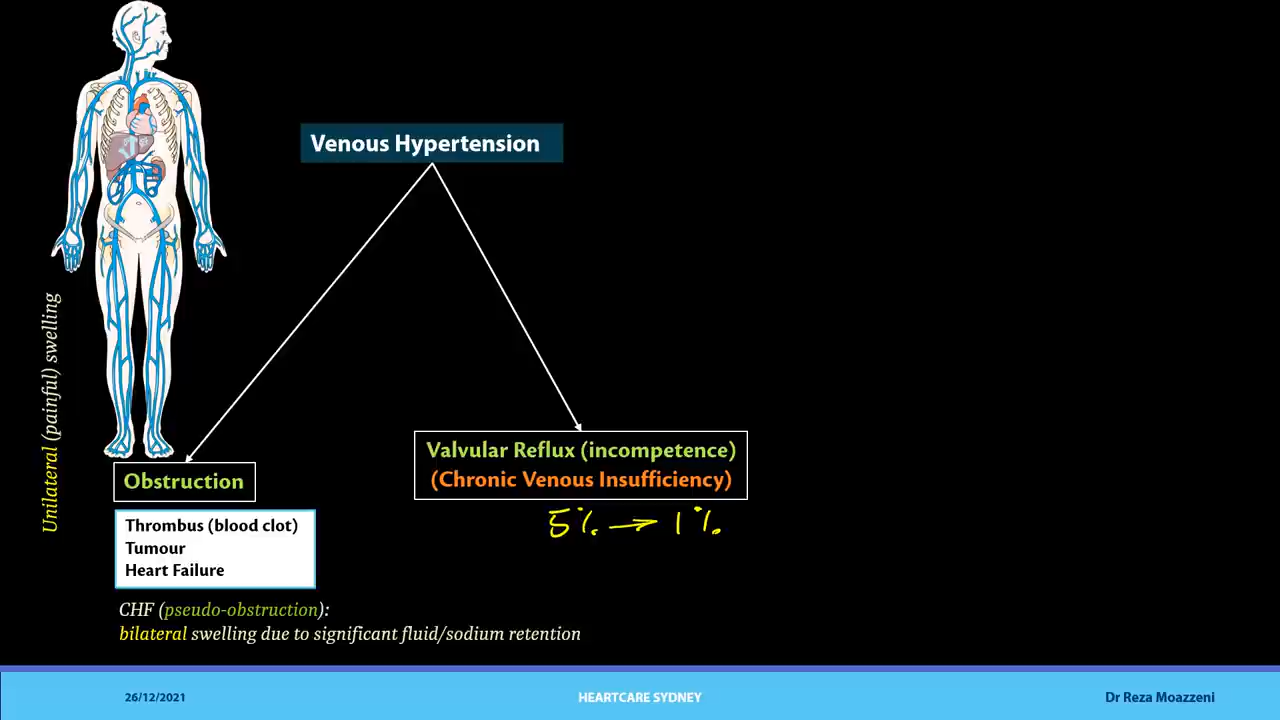 Venous Hypertension
Unilateral (painful) swelling
Obstruction
Thrombus (blood clot)
Tumour
Heart Failure
CHF (pseudo-obstruction):
bilateral swelling due to significant fluid/sodium retention
Valvular Reflux (incompetence)
(Chronic Venous Insufficiency)
5% → 1%
26/12/2021
HEARTCARE SYDNEY
Dr Reza Moazzeni